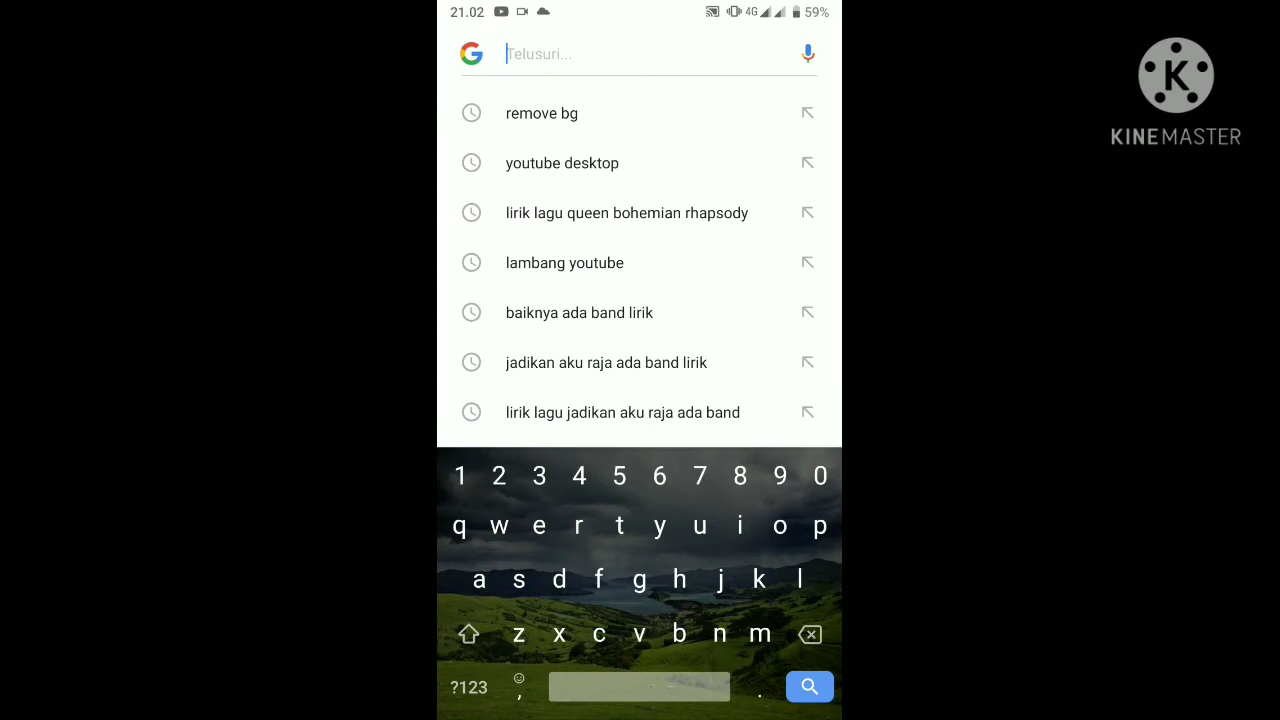 21.02 4G 59%
Telusuri...
remove bg
youtube desktop
lirik lagu queen bohemian rhapsody
lambang youtube
baiknya ada band lirik
jadikan aku raja ada band lirik
lirik lagu jadikan aku raja ada band
1 2 3 4 5 6 7 8 9 0
q w e r t y u i o p
a s d f g h j k l
z x c v b n m
?123 , .
K
KINEMASTER